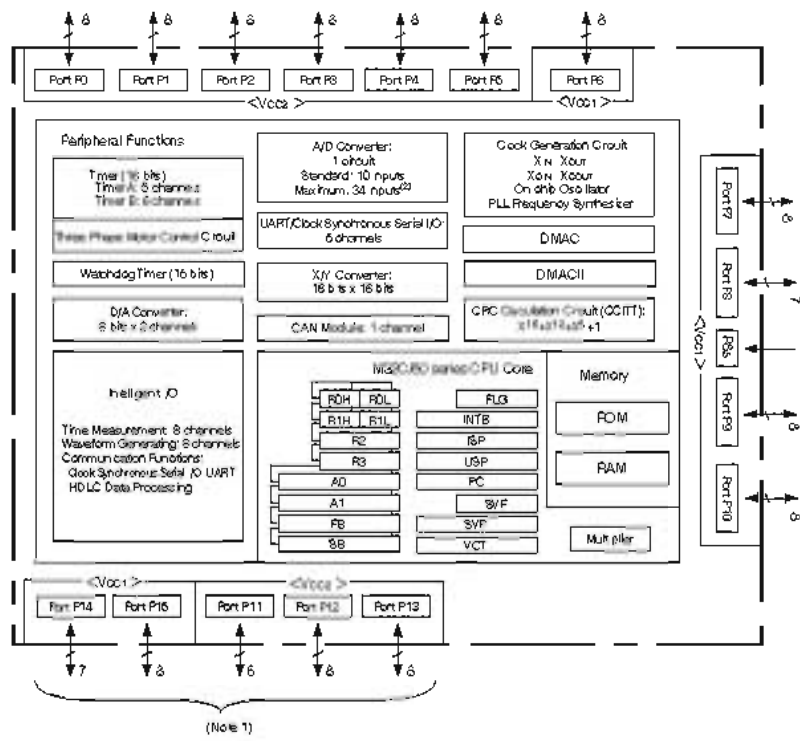 8 8 8 8 8 8 8
Port P0 Port P1 Port P2 Port P3 Port P4 Port P5 Port P6
<VCC2> <VCC1>
Peripheral Functions
Timer (16 bits)
Timer A: 5 channels
Timer B: 6 channels
Three Phase Motor Control Circuit
Watchdog Timer (16 bits)
D/A Converter:
8 bits x 2 channels
A/D Converter:
1 circuit
Standard: 10 inputs
Maximum: 34 inputs(2)
UART/Clock Synchronous Serial I/O:
5 channels
X/Y Converter:
16 bits x 16 bits
CAN Module: 1 channel
Clock Generation Circuit
XIN XOUT
XCIN XCOUT
On chip Oscillator
PLL Frequency Synthesizer
DMAC
DMACII
CRC Calculation Circuit (CCITT):
X16+X12+X5+1
Intelligent I/O
Time Measurement: 8 channels
Waveform Generating: 8 channels
Communication Functions:
Clock Synchronous Serial I/O UART
HDLC Data Processing
M32C/80 series CPU Core
R0H R0L
R1H R1L
R2
R3
A0
A1
FB
SB
FLG
INTB
ISP
USP
PC
SVF
SVP
VCT
Memory
ROM
RAM
Multiplier
<VCC1>
Port P7 8
Port P8 7
P85
Port P9 8
Port P10 8
<VCC1> <VCC2>
Port P14 Port P15 Port P11 Port P12 Port P13
7 8 8 8
(Note 1)